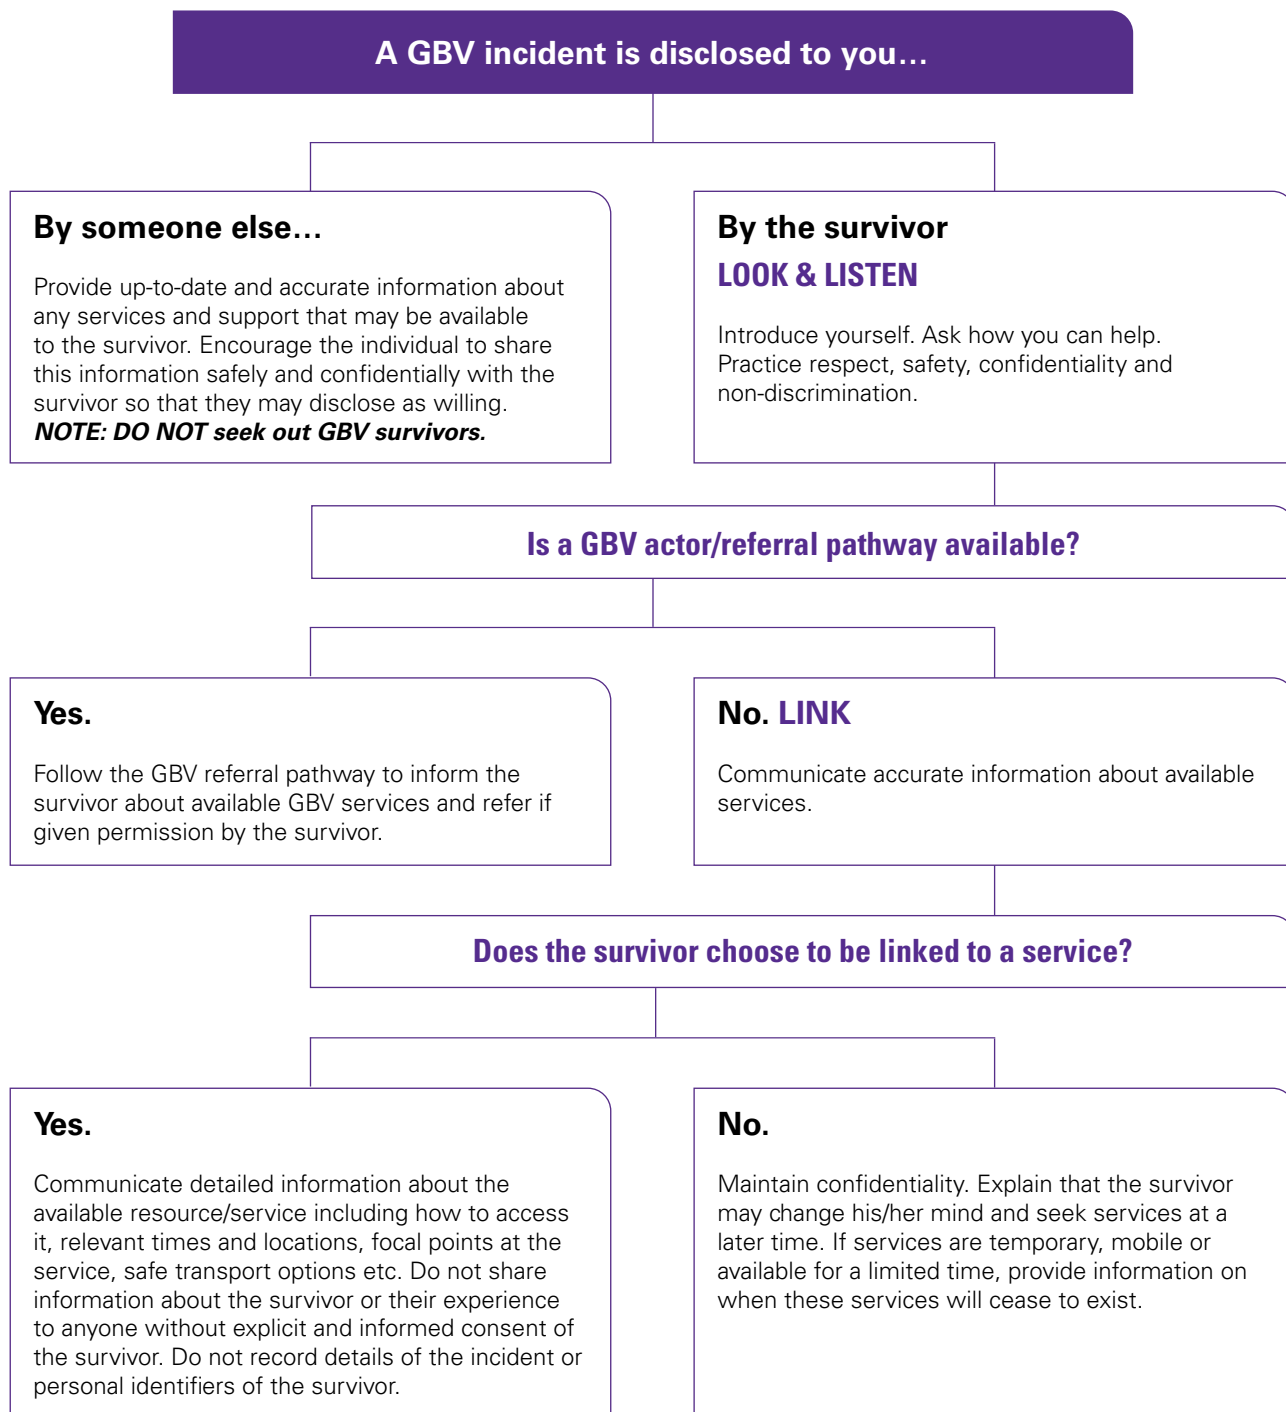 A GBV incident is disclosed to you…
By someone else…
Provide up-to-date and accurate information about
any services and support that may be available
to the survivor. Encourage the individual to share
this information safely and confidentially with the
survivor so that they may disclose as willing.
NOTE: DO NOT seek out GBV survivors.
By the survivor
LOOK & LISTEN
Introduce yourself. Ask how you can help.
Practice respect, safety, confidentiality and
non-discrimination.
Is a GBV actor/referral pathway available?
Yes.
Follow the GBV referral pathway to inform the
survivor about available GBV services and refer if
given permission by the survivor.
No. LINK
Communicate accurate information about available
services.
Does the survivor choose to be linked to a service?
Yes.
Communicate detailed information about the
available resource/service including how to access
it, relevant times and locations, focal points at the
service, safe transport options etc. Do not share
information about the survivor or their experience
to anyone without explicit and informed consent of
the survivor. Do not record details of the incident or
personal identifiers of the survivor.
No.
Maintain confidentiality. Explain that the survivor
may change his/her mind and seek services at a
later time. If services are temporary, mobile or
available for a limited time, provide information on
when these services will cease to exist.